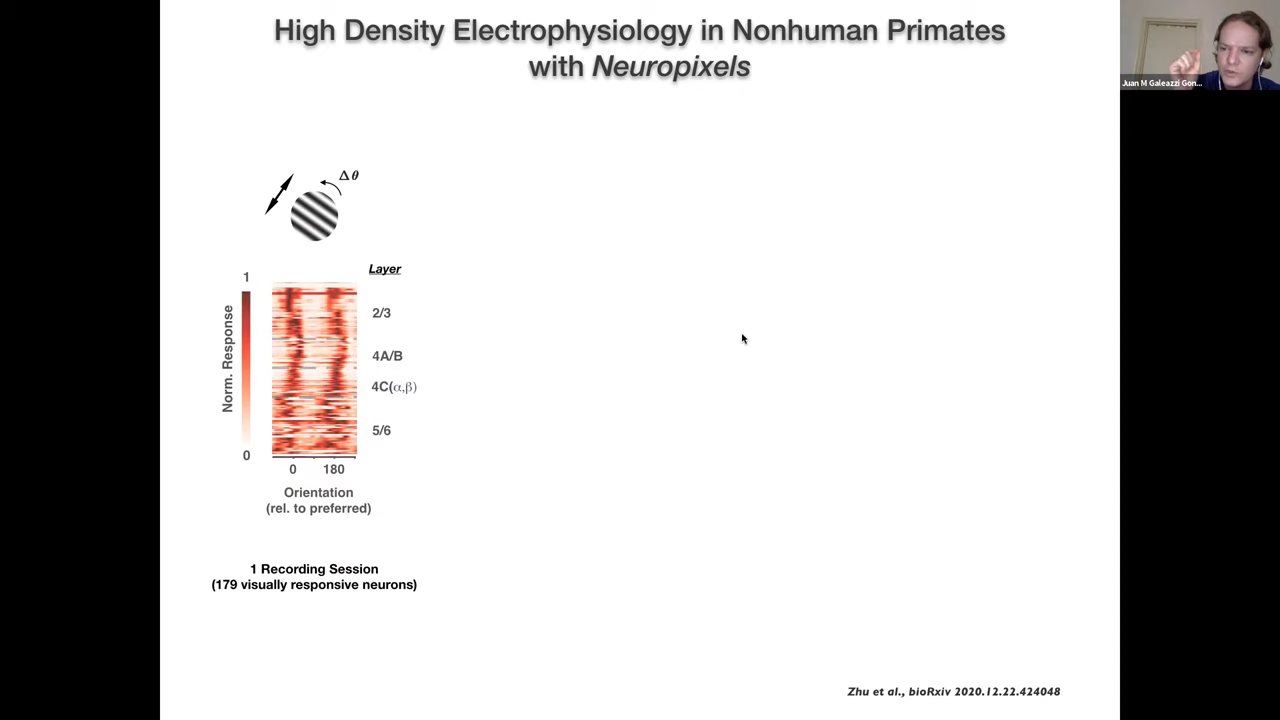 High Density Electrophysiology in Nonhuman Primates
with Neuropixels
Juan M Galeazzi Gon...
Δθ
Layer
1
2/3
Norm. Response
4A/B
4C(α,β)
5/6
0
0 180
Orientation
(rel. to preferred)
1 Recording Session
(179 visually responsive neurons)
Zhu et al., bioRxiv 2020.12.22.424048